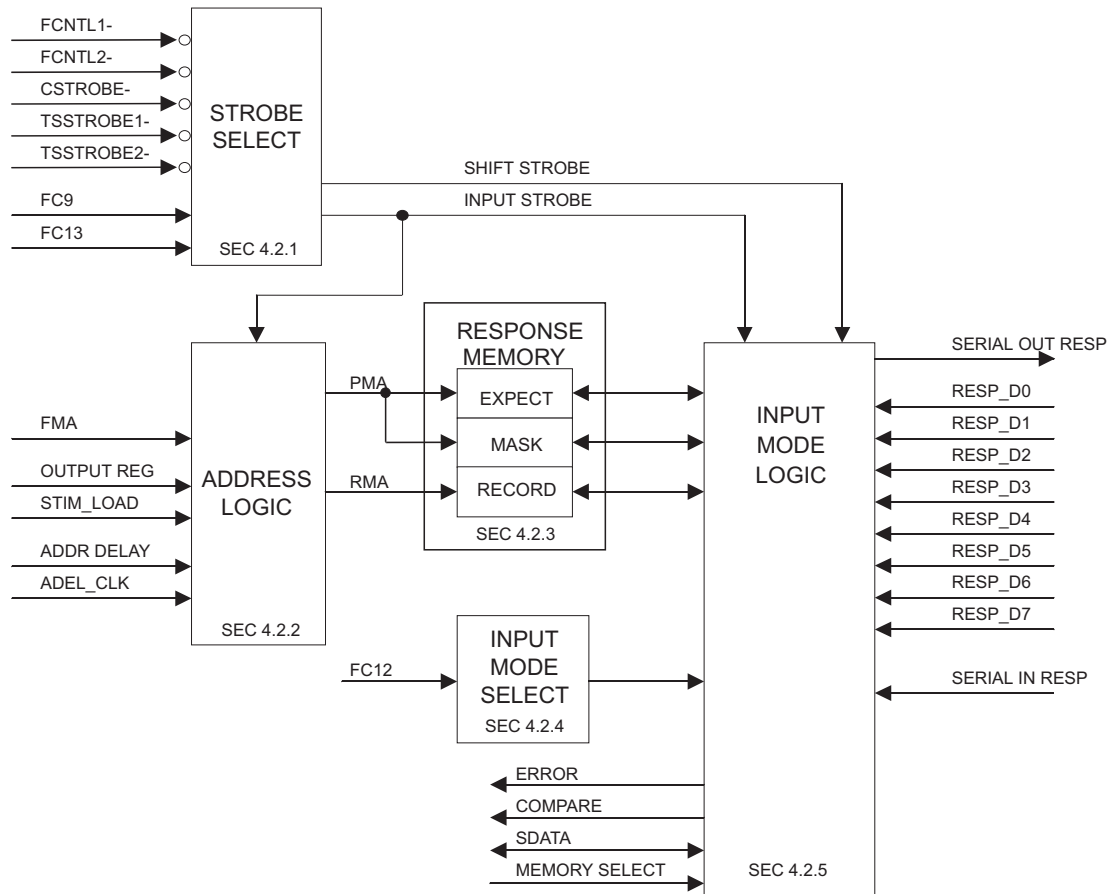 FCNTL1-
FCNTL2-
CSTROBE-
TSSTROBE1-
TSSTROBE2-
FC9
FC13
STROBE
SELECT
SEC 4.2.1
SHIFT STROBE
INPUT STROBE
FMA
OUTPUT REG
STIM_LOAD
ADDR DELAY
ADEL_CLK
ADDRESS
LOGIC
SEC 4.2.2
PMA
RMA
RESPONSE
MEMORY
EXPECT
MASK
RECORD
SEC 4.2.3
FC12
INPUT
MODE
SELECT
SEC 4.2.4
INPUT
MODE
LOGIC
SEC 4.2.5
SERIAL OUT RESP
RESP_D0
RESP_D1
RESP_D2
RESP_D3
RESP_D4
RESP_D5
RESP_D6
RESP_D7
SERIAL IN RESP
ERROR
COMPARE
SDATA
MEMORY SELECT